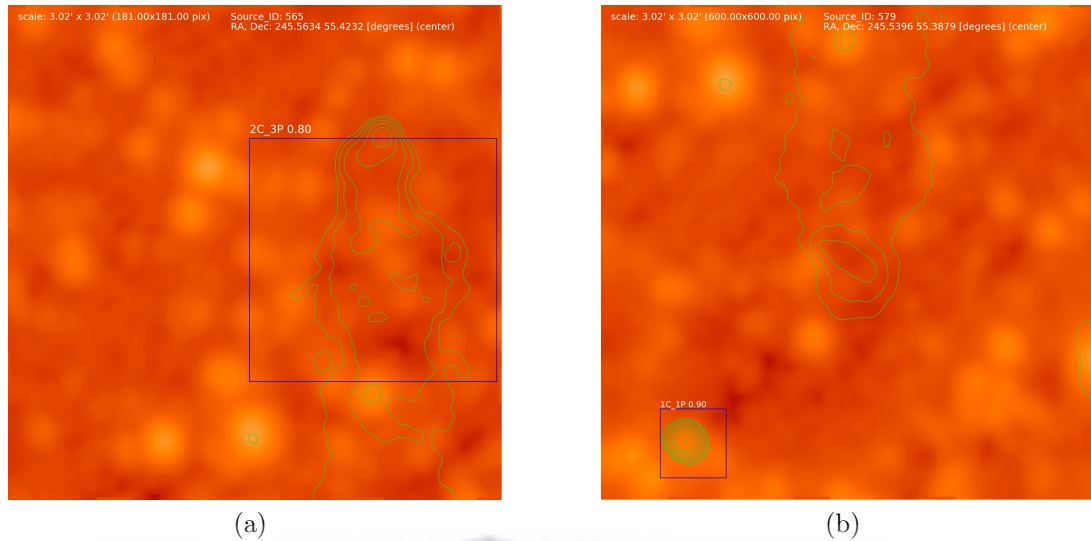 scale: 3.02' x 3.02' (181.00x181.00 pix)
Source_ID: 565
RA, Dec: 245.5634 55.4232 [degrees] (center)
2C_3P 0.80
(a)
scale: 3.02' x 3.02' (600.00x600.00 pix)
Source_ID: 579
RA, Dec: 245.5396 55.3879 [degrees] (center)
1C_1P 0.90
(b)